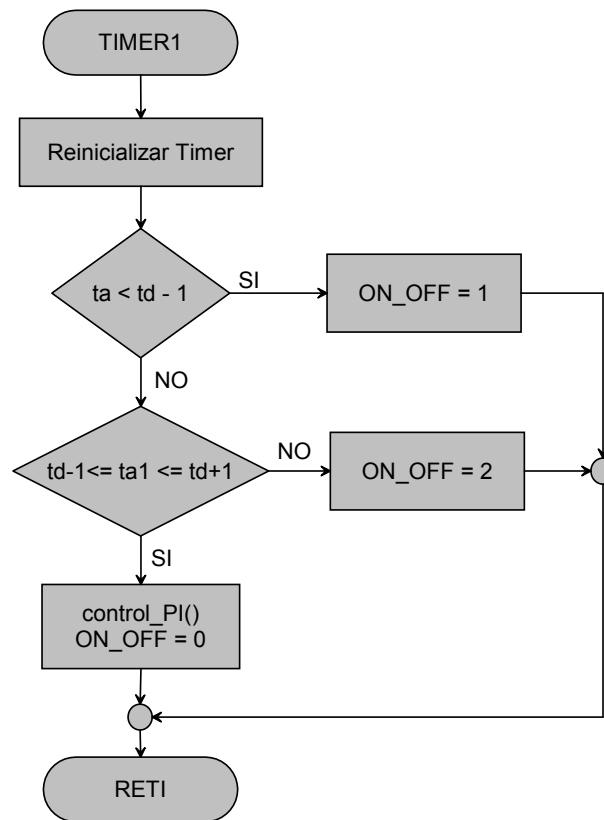 TIMER1
Reinicializar Timer
ta < td - 1
SI
ON_OFF = 1
NO
td-1<= ta1 <= td+1
NO
ON_OFF = 2
SI
control_PI()
ON_OFF = 0
RETI